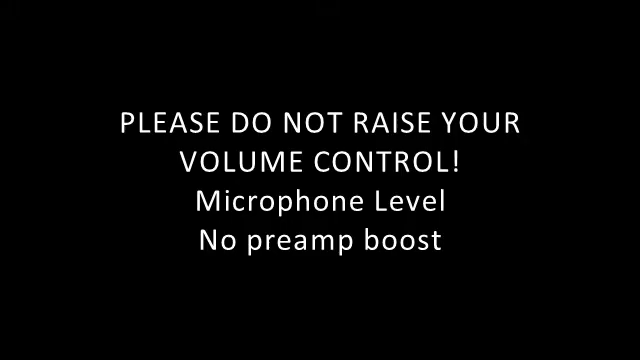 PLEASE DO NOT RAISE YOUR
VOLUME CONTROL!
Microphone Level
No preamp boost